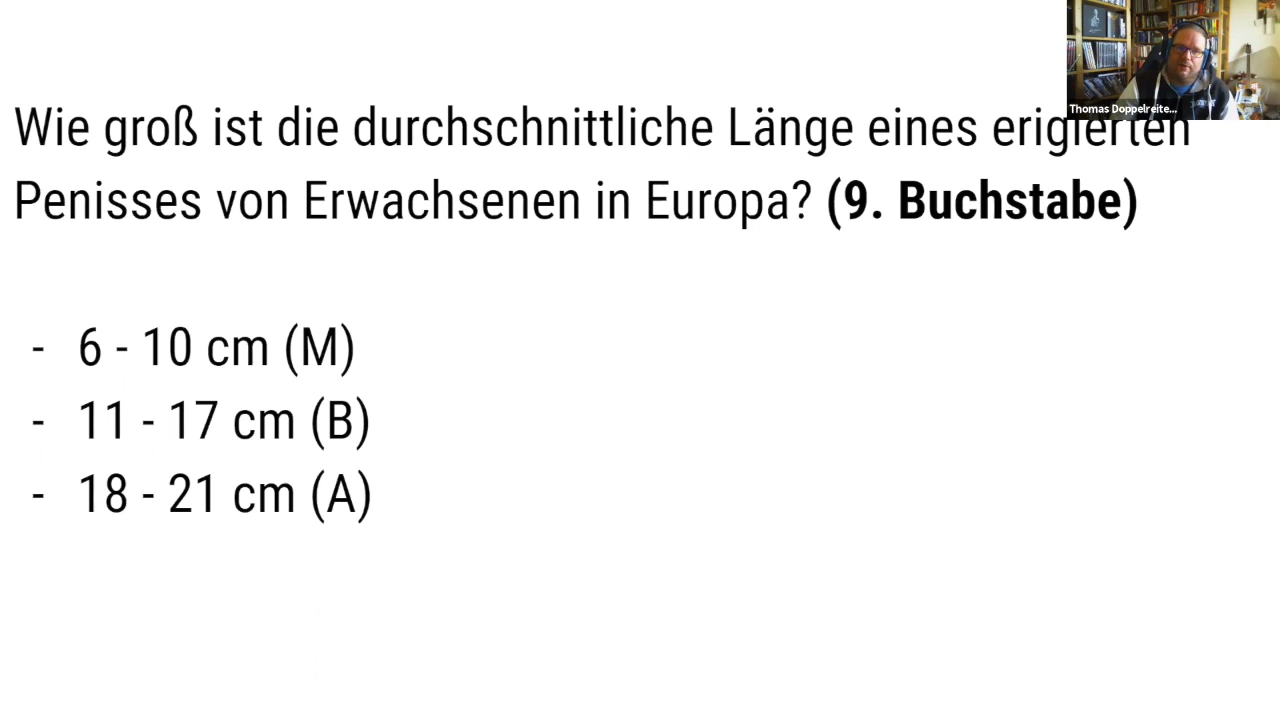 Wie groß ist die durchschnittliche Länge eines erigierten
Penisses von Erwachsenen in Europa? (9. Buchstabe)
- 6 - 10 cm (M)
- 11 - 17 cm (B)
- 18 - 21 cm (A)
Thomas Doppelreite...